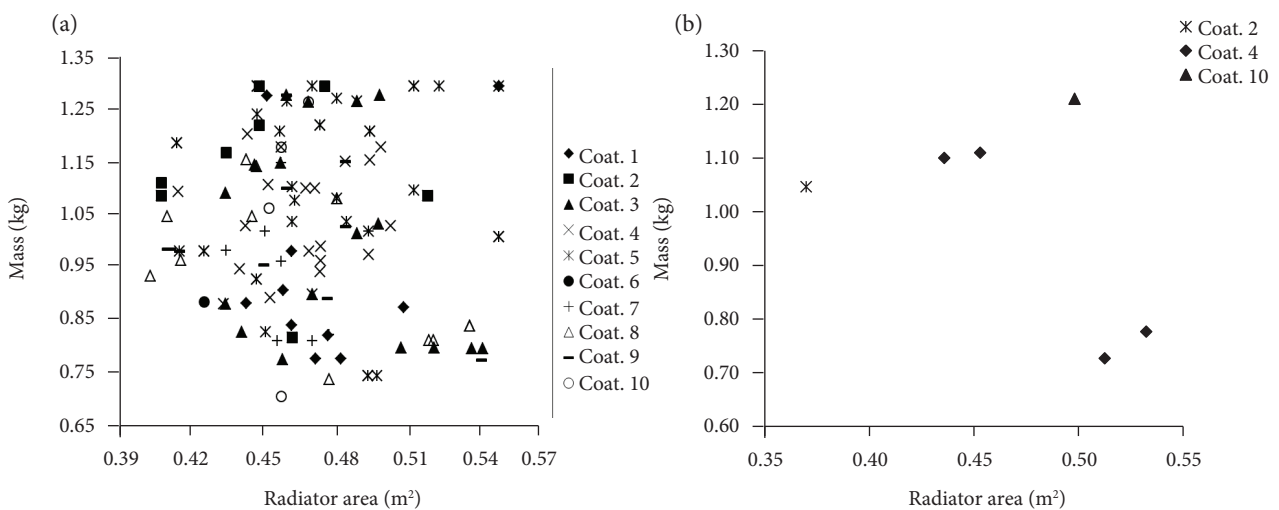 (a)
1.35
1.25
1.15
1.05
0.95
0.85
0.75
0.65
Mass (kg)
0.39 0.42 0.45 0.48 0.51 0.54 0.57
Radiator area (m²)
Coat. 1
Coat. 2
Coat. 3
Coat. 4
Coat. 5
Coat. 6
Coat. 7
Coat. 8
Coat. 9
Coat. 10
(b)
1.30
1.20
1.10
1.00
0.90
0.80
0.70
0.60
Mass (kg)
0.35 0.40 0.45 0.50 0.55
Radiator area (m²)
Coat. 2
Coat. 4
Coat. 10